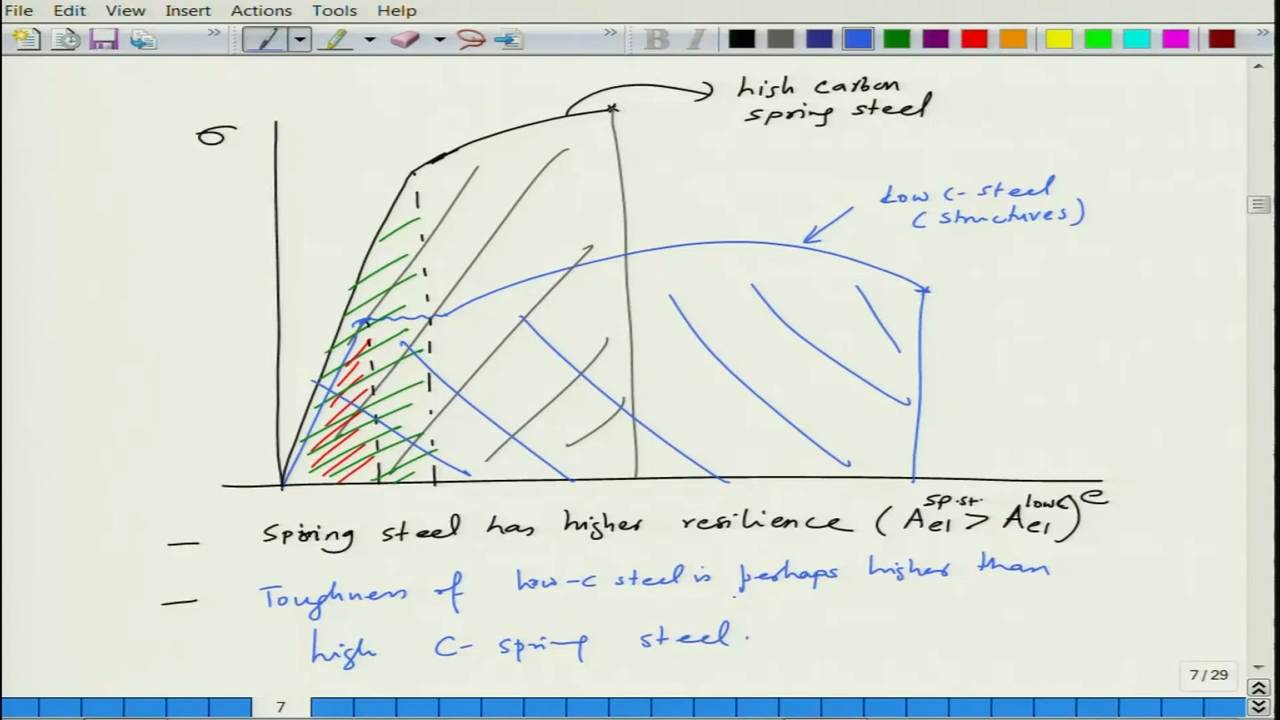 File Edit View Insert Actions Tools Help
B I
σ
high carbon
spring steel
Low C-steel
(structures)
e
— Spring steel has higher resilience (A_el^sp.st. > A_el^low C)
— Toughness of low-C steel is perhaps higher than
high C-spring steel.
7/29
7